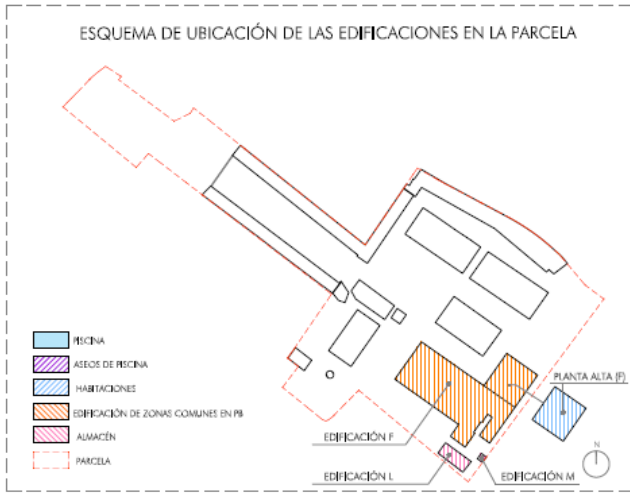 ESQUEMA DE UBICACIÓN DE LAS EDIFICACIONES EN LA PARCELA
PISCINA
ASEOS DE PISCINA
HABITACIONES
EDIFICACIÓN DE ZONAS COMUNES EN PB
ALMACÉN
PARCELA
PLANTA ALTA (F)
EDIFICACIÓN F
EDIFICACIÓN L
EDIFICACIÓN M
N